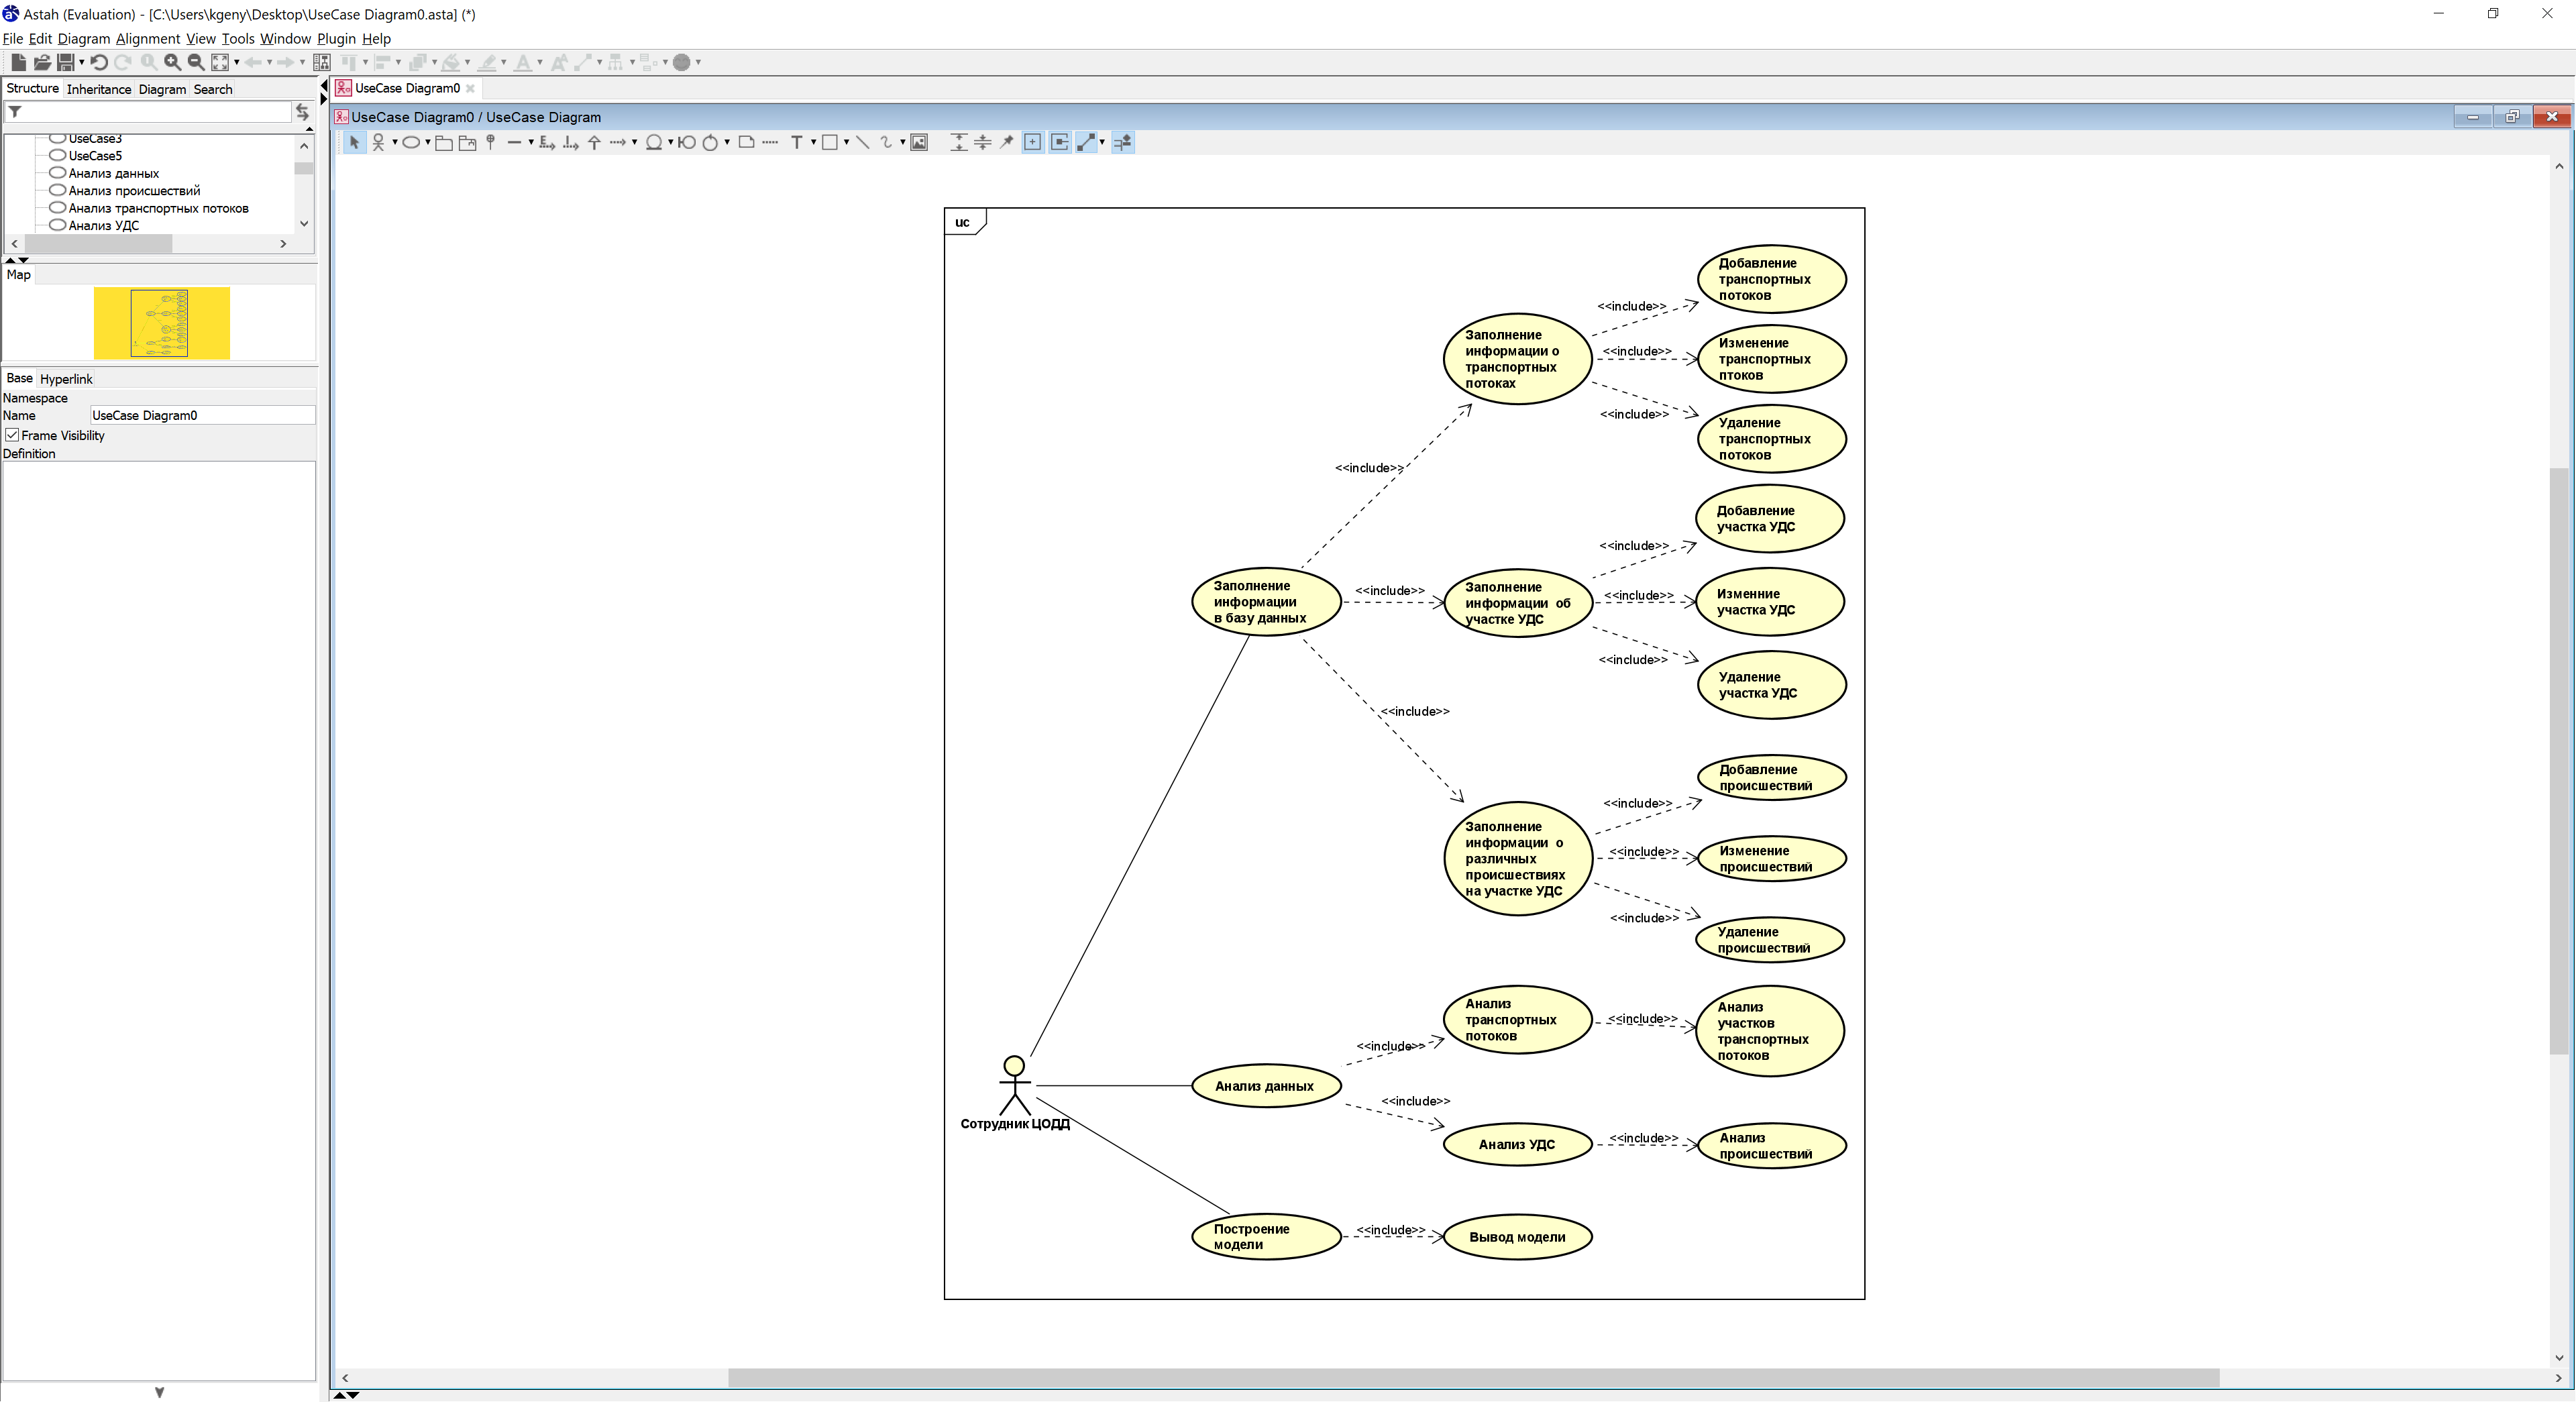 Astah (Evaluation) - [C:\Users\kgeny\Desktop\UseCase Diagram0.asta] (*)
File Edit Diagram Alignment View Tools Window Plugin Help
Structure Inheritance Diagram Search
UseCase3
UseCase5
Анализ данных
Анализ происшествий
Анализ транспортных потоков
Анализ УДС
Map
Base Hyperlink
Namespace
Name UseCase Diagram0
Frame Visibility
Definition
UseCase Diagram0
UseCase Diagram0 / UseCase Diagram
uc
Добавление
транспортных
потоков
<<include>>
Заполнение
информации о
транспортных
потоках
<<include>>
Изменение
транспортных
птоков
<<include>>
Удаление
транспортных
потоков
<<include>>
Добавление
участка УДС
<<include>>
Заполнение
информации
в базу данных
<<include>>
Заполнение
информации об
участке УДС
<<include>>
Изменние
участка УДС
<<include>>
Удаление
участка УДС
<<include>>
Добавление
происшествий
<<include>>
Заполнение
информации о
различных
происшествиях
на участке УДС
<<include>>
Изменение
происшествий
<<include>>
Удаление
происшествий
Анализ
транспортных
потоков
<<include>>
Анализ
участков
транспортных
потоков
<<include>>
Сотрудник ЦОДД
Анализ данных
<<include>>
Анализ УДС
<<include>>
Анализ
происшествий
Построение
модели
<<include>>
Вывод модели